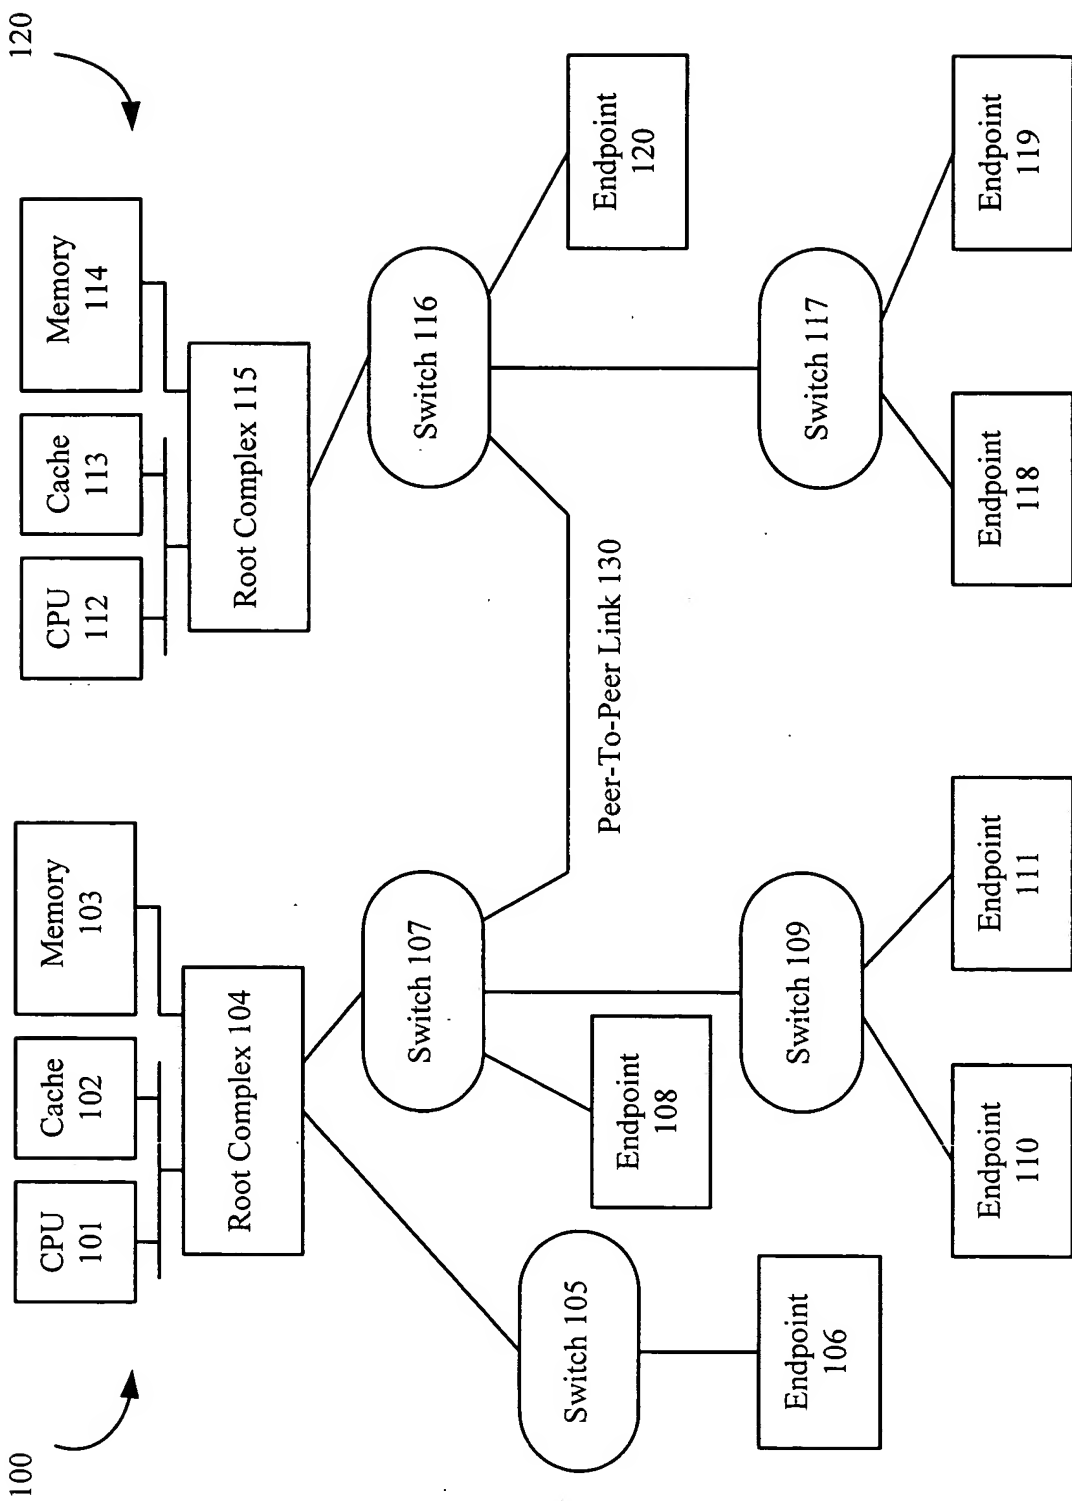 100
120
CPU
101
Cache
102
Memory
103
CPU
112
Cache
113
Memory
114
Root Complex 104
Root Complex 115
Switch 107
Switch 116
Switch 105
Endpoint
108
Peer-To-Peer Link 130
Endpoint
120
Endpoint
106
Switch 109
Switch 117
Endpoint
110
Endpoint
111
Endpoint
118
Endpoint
119